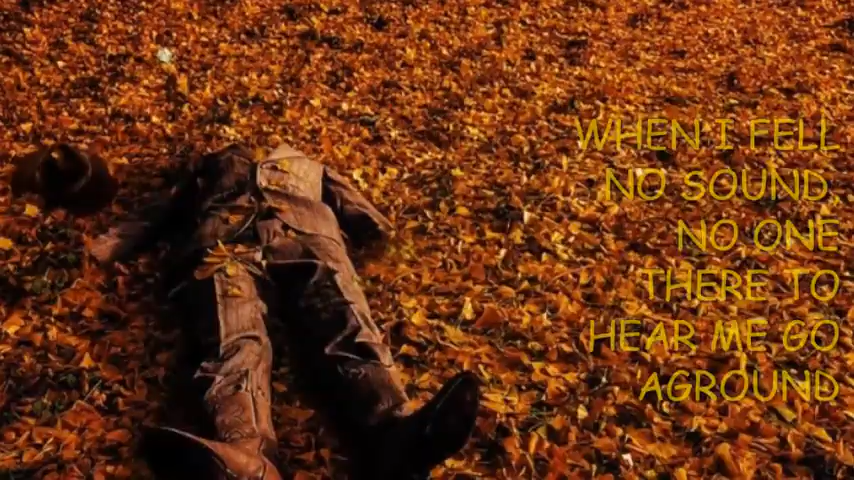 WHEN I FELL
NO SOUND
NO ONE
THERE TO
HEAR ME GO
AGROUND